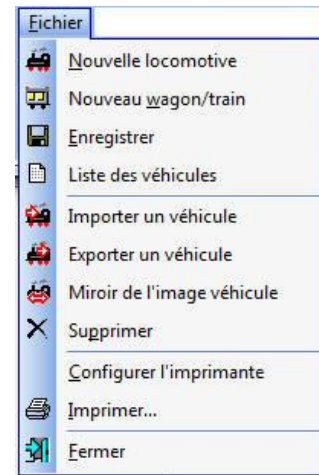 Fichier
Nouvelle locomotive
Nouveau wagon/train
Enregistrer
Liste des véhicules
Importer un véhicule
Exporter un véhicule
Miroir de l'image véhicule
Supprimer
Configurer l'imprimante
Imprimer...
Fermer